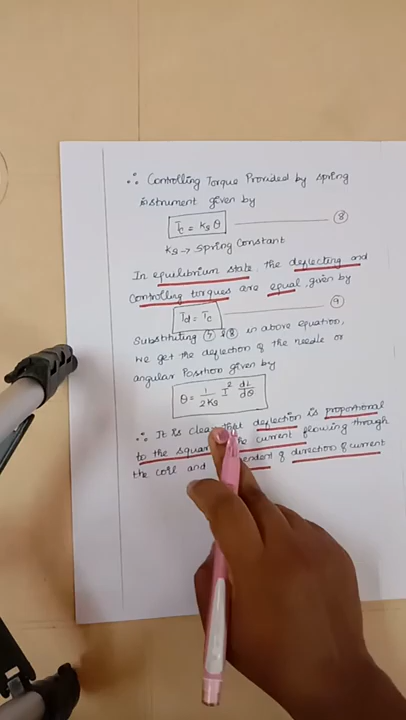 ∴ Controlling Torque Provided by spring
instrument given by
Tc = Ks θ ⑧
Ks → Spring Constant
In equilibrium state, the deflecting and
controlling torques are equal, given by
Td = Tc ⑨
Substituting ⑦ & ⑧ in above equation,
we get the deflection of the needle or
angular Position given by
θ = 1/2Ks I² dL/dθ
∴ It is clear that deflection is proportional
to the squar the current flowing through
the coil and pendent of direction of current